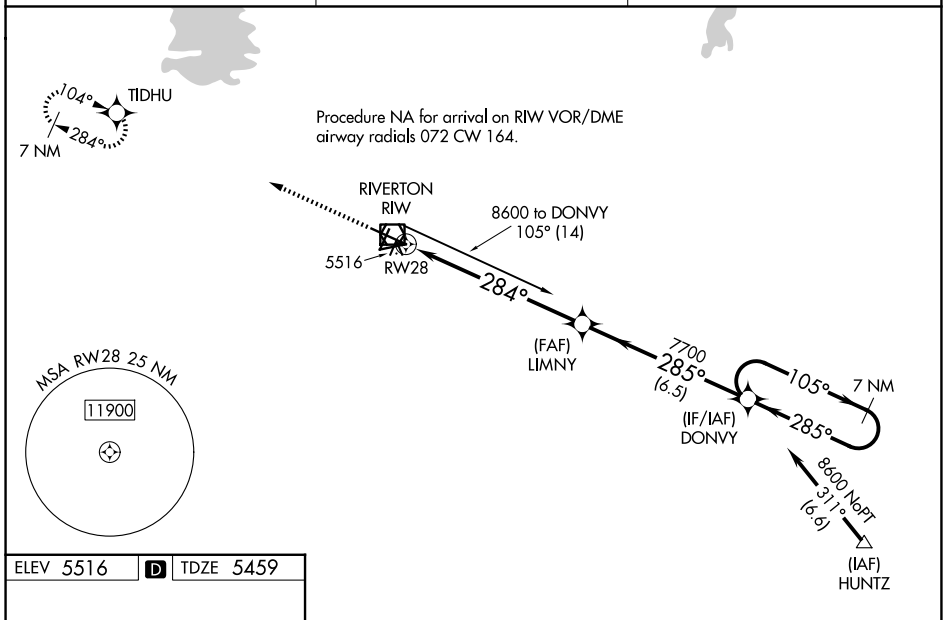 104°
TIDHU
284°
7 NM
Procedure NA for arrival on RIW VOR/DME
airway radials 072 CW 164.
RIVERTON
RIW
8600 to DONVY
105° (14)
5516
RW28
284°
(FAF)
LIMNY
7700
285°
(6.5)
105°
7 NM
(IF/IAF)
DONVY
285°
MSA RW28 25 NM
11900
8600 NoPT
311°
(6.6)
(IAF)
HUNTZ
ELEV 5516 D TDZE 5459